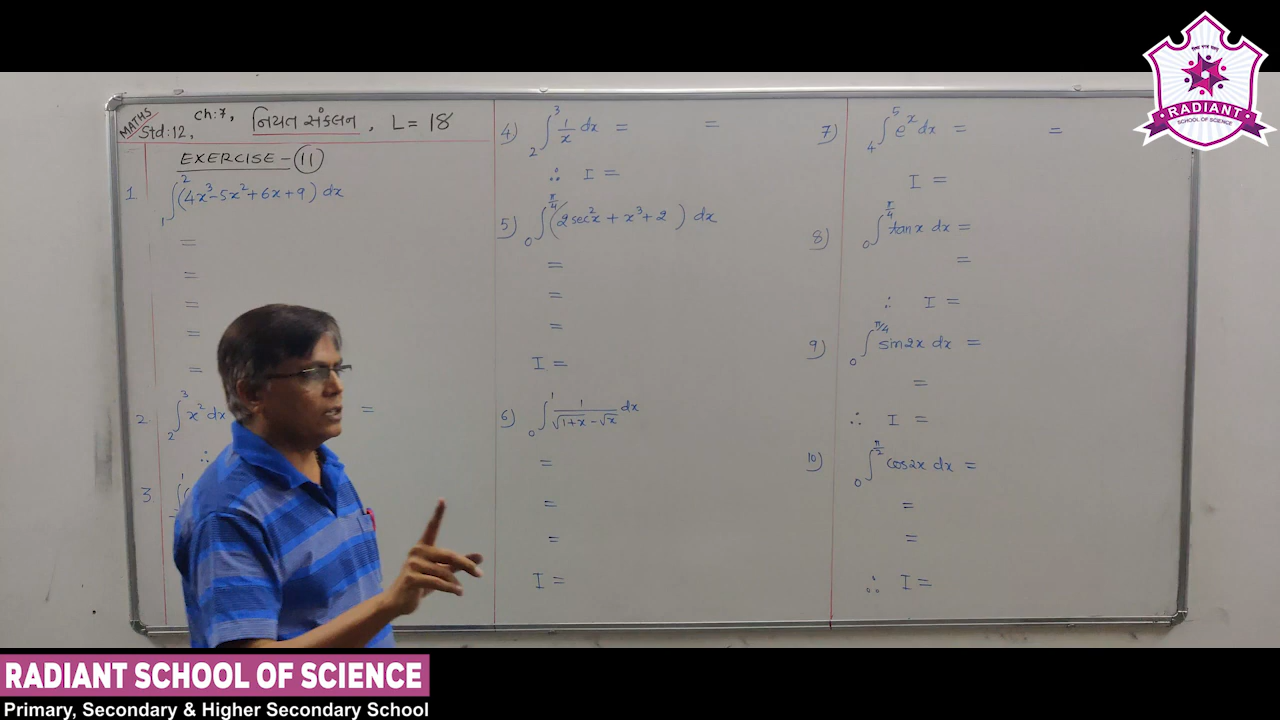 MATHS
Std:12, ch:7, નિયત સંકલન, L = 18
EXERCISE - 11
1. ∫₁² (4x³-5x²+6x+9) dx
=
=
=
=
=
2. ∫₂³ x² dx =
∴
3.
4) ∫₂³ 1/x dx = =
∴ I =
5) ∫₀^(π/4) (2sec²x + x³ + 2) dx
=
=
=
I =
6) ∫₀¹ 1/(√(1+x) - √x) dx
=
=
=
I =
7) ∫₄⁵ eˣ dx = =
I =
8) ∫₀^(π/4) tan x dx =
=
∴ I =
9) ∫₀^(π/4) sin2x dx =
=
∴ I =
10) ∫₀^(π/2) cos2x dx =
=
=
∴ I =
RADIANT
SCHOOL OF SCIENCE
RADIANT SCHOOL OF SCIENCE
Primary, Secondary & Higher Secondary School